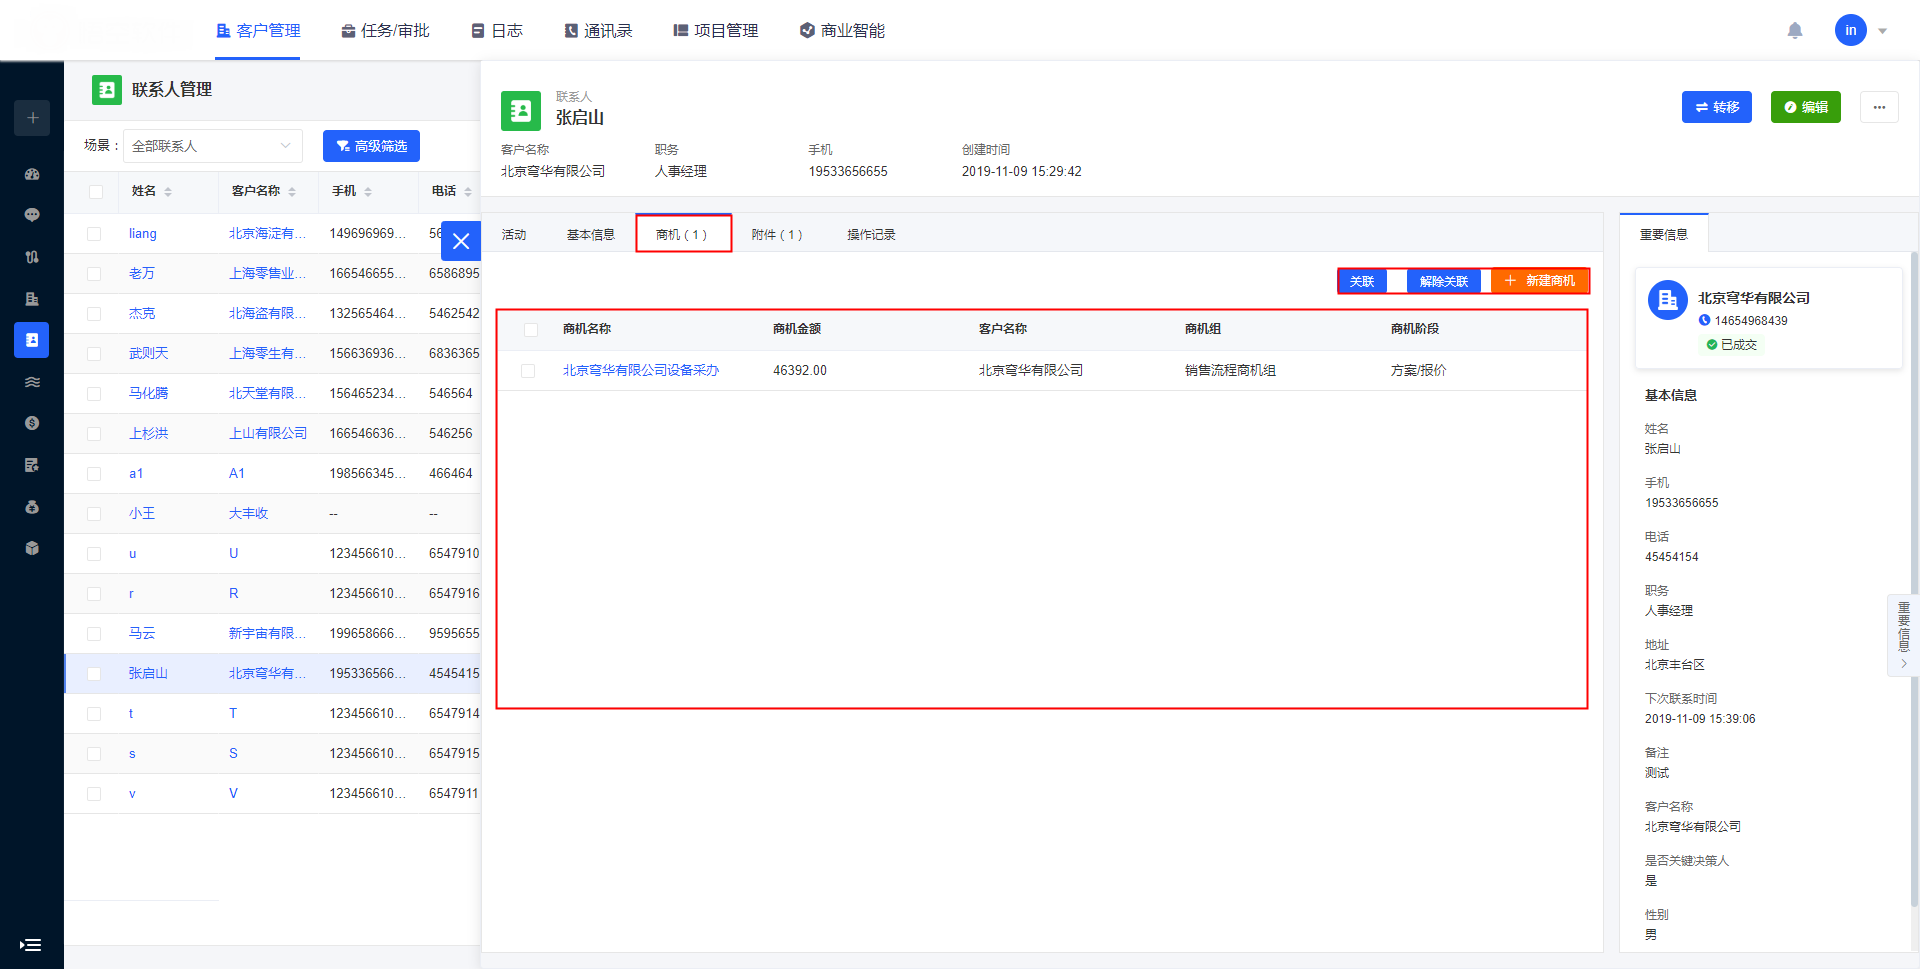 客户管理 任务/审批 日志 通讯录 项目管理 商业智能 in
联系人管理
场景： 全部联系人 高级筛选
姓名 客户名称 手机 电话
liang 北京海淀有... 149696969... 56
老万 上海零售业... 166546655... 6586895
杰克 北海盗有限... 132565464... 5462542
武则天 上海零生有... 156636936... 6836365
马化腾 北天堂有限... 156465234... 546564
上杉洪 上山有限公司 166546636... 546256
a1 A1 198566345... 466464
小王 大丰收 -- --
u U 123456610... 6547910
r R 123456610... 6547916
马云 新宇宙有限... 199658666... 9595655
张启山 北京穹华有... 195336566... 4545415
t T 123456610... 6547914
s S 123456610... 6547915
v V 123456610... 6547911
联系人
张启山
转移 编辑 ...
客户名称 职务 手机 创建时间
北京穹华有限公司 人事经理 19533656655 2019-11-09 15:29:42
活动 基本信息 商机（1） 附件（1） 操作记录
关联 解除关联 + 新建商机
商机名称 商机金额 客户名称 商机组 商机阶段
北京穹华有限公司设备采办 46392.00 北京穹华有限公司 销售流程商机组 方案/报价
重要信息
北京穹华有限公司
14654968439
已成交
基本信息
姓名
张启山
手机
19533656655
电话
45454154
职务
人事经理
地址
北京丰台区
下次联系时间
2019-11-09 15:39:06
备注
测试
客户名称
北京穹华有限公司
是否关键决策人
是
性别
男
重要信息